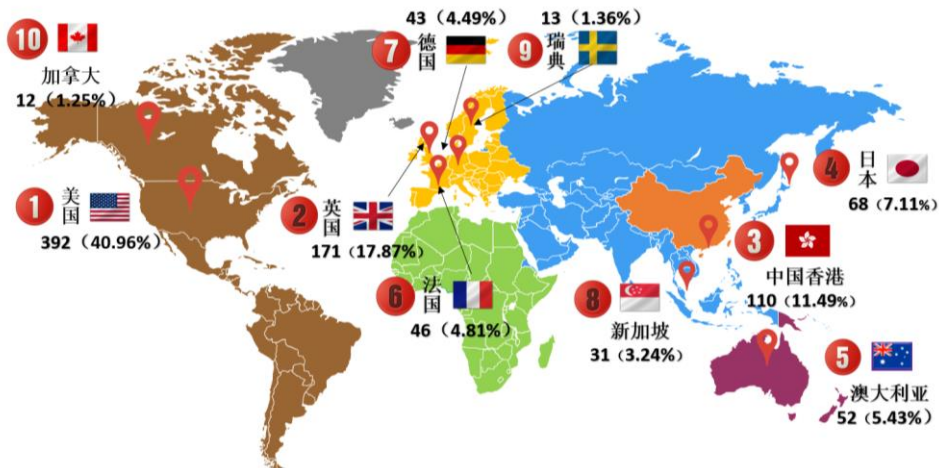 10
加拿大
12（1.25%）
1
美国
392（40.96%）
43（4.49%）
7
德国
13（1.36%）
9
瑞典
2
英国
171（17.87%）
6
法国
46（4.81%）
4
日本
68（7.11%）
3
中国香港
110（11.49%）
8
新加坡
31（3.24%）
5
澳大利亚
52（5.43%）